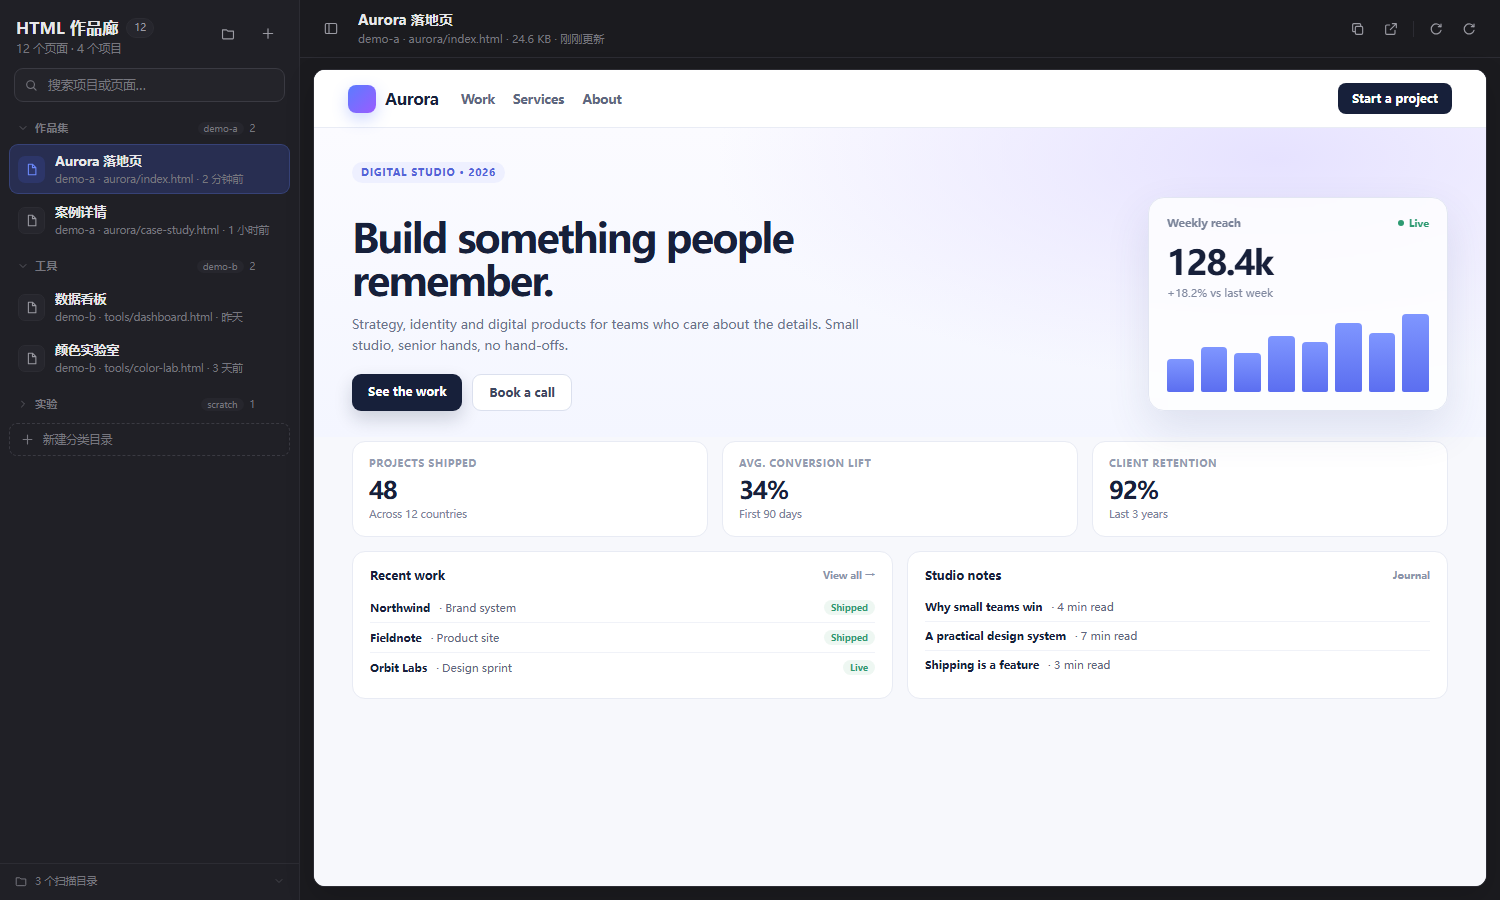 HTML 作品廊 12
12 个页面 · 4 个项目
搜索项目或页面...
作品集 demo-a 2
Aurora 落地页
demo-a · aurora/index.html · 2 分钟前
案例详情
demo-a · aurora/case-study.html · 1 小时前
工具 demo-b 2
数据看板
demo-b · tools/dashboard.html · 昨天
颜色实验室
demo-b · tools/color-lab.html · 3 天前
实验 scratch 1
新建分类目录
3 个扫描目录
Aurora 落地页
demo-a · aurora/index.html · 24.6 KB · 刚刚更新
Aurora Work Services About Start a project
DIGITAL STUDIO • 2026
Build something people
remember.
Strategy, identity and digital products for teams who care about the details. Small
studio, senior hands, no hand-offs.
See the work Book a call
Weekly reach Live
128.4k
+18.2% vs last week
PROJECTS SHIPPED
48
Across 12 countries
AVG. CONVERSION LIFT
34%
First 90 days
CLIENT RETENTION
92%
Last 3 years
Recent work View all →
Northwind · Brand system Shipped
Fieldnote · Product site Shipped
Orbit Labs · Design sprint Live
Studio notes Journal
Why small teams win · 4 min read
A practical design system · 7 min read
Shipping is a feature · 3 min read